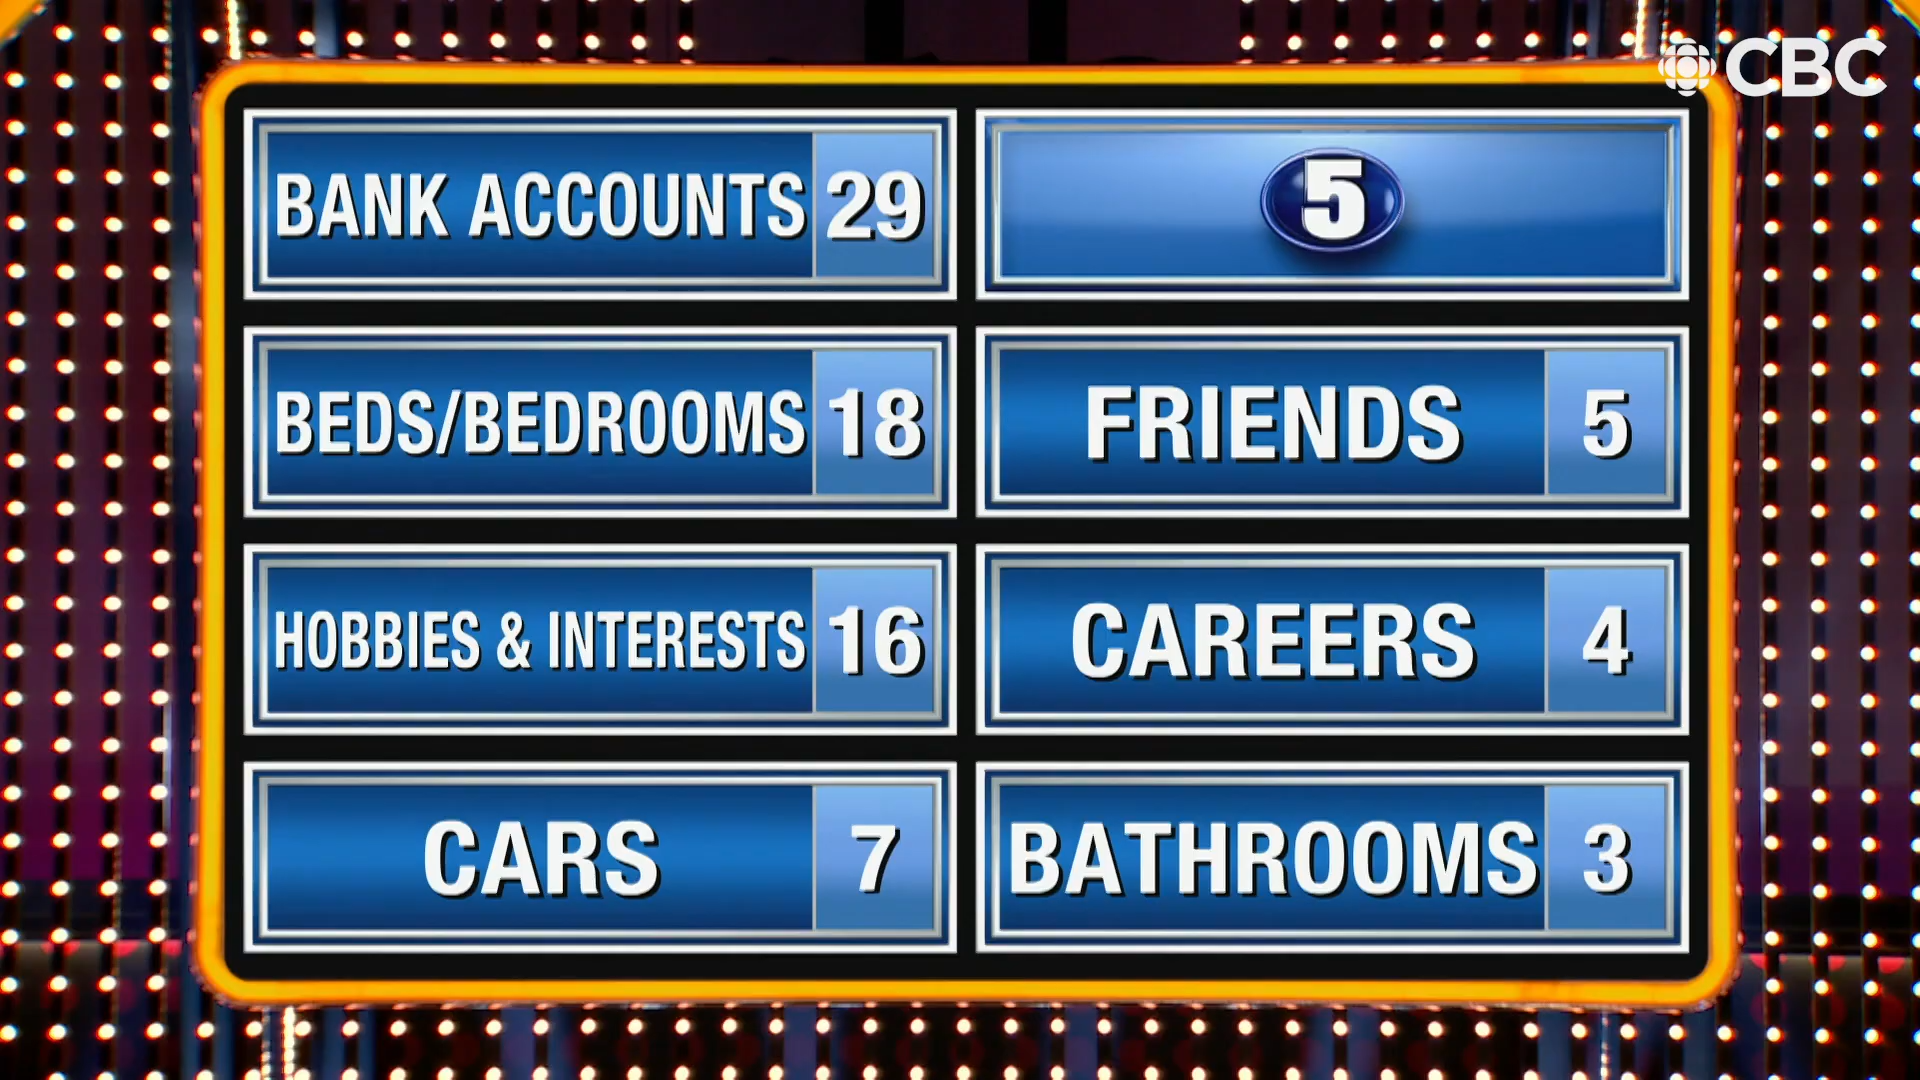 CBC
BANK ACCOUNTS 29
BEDS/BEDROOMS 18
HOBBIES & INTERESTS 16
CARS 7
5
FRIENDS 5
CAREERS 4
BATHROOMS 3